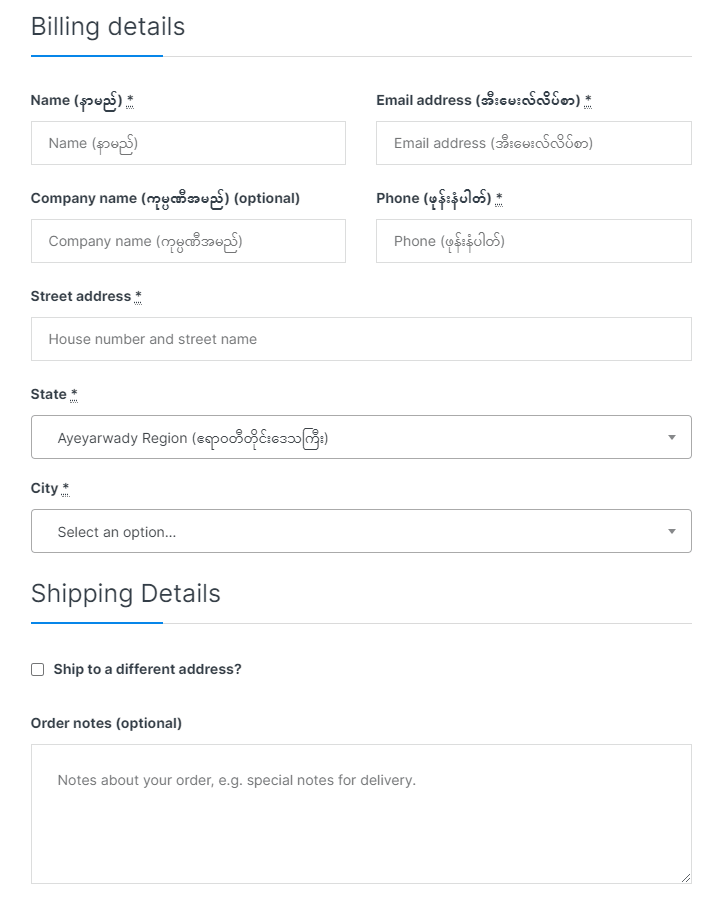 Billing details
Name (နာမည်) *
Email address (အီးမေးလ်လိပ်စာ) *
Name (နာမည်)
Email address (အီးမေးလ်လိပ်စာ)
Company name (ကုမ္ပဏီအမည်) (optional)
Phone (ဖုန်းနံပါတ်) *
Company name (ကုမ္ပဏီအမည်)
Phone (ဖုန်းနံပါတ်)
Street address *
House number and street name
State *
Ayeyarwady Region (ဧရာဝတီတိုင်းဒေသကြီး)
City *
Select an option...
Shipping Details
Ship to a different address?
Order notes (optional)
Notes about your order, e.g. special notes for delivery.